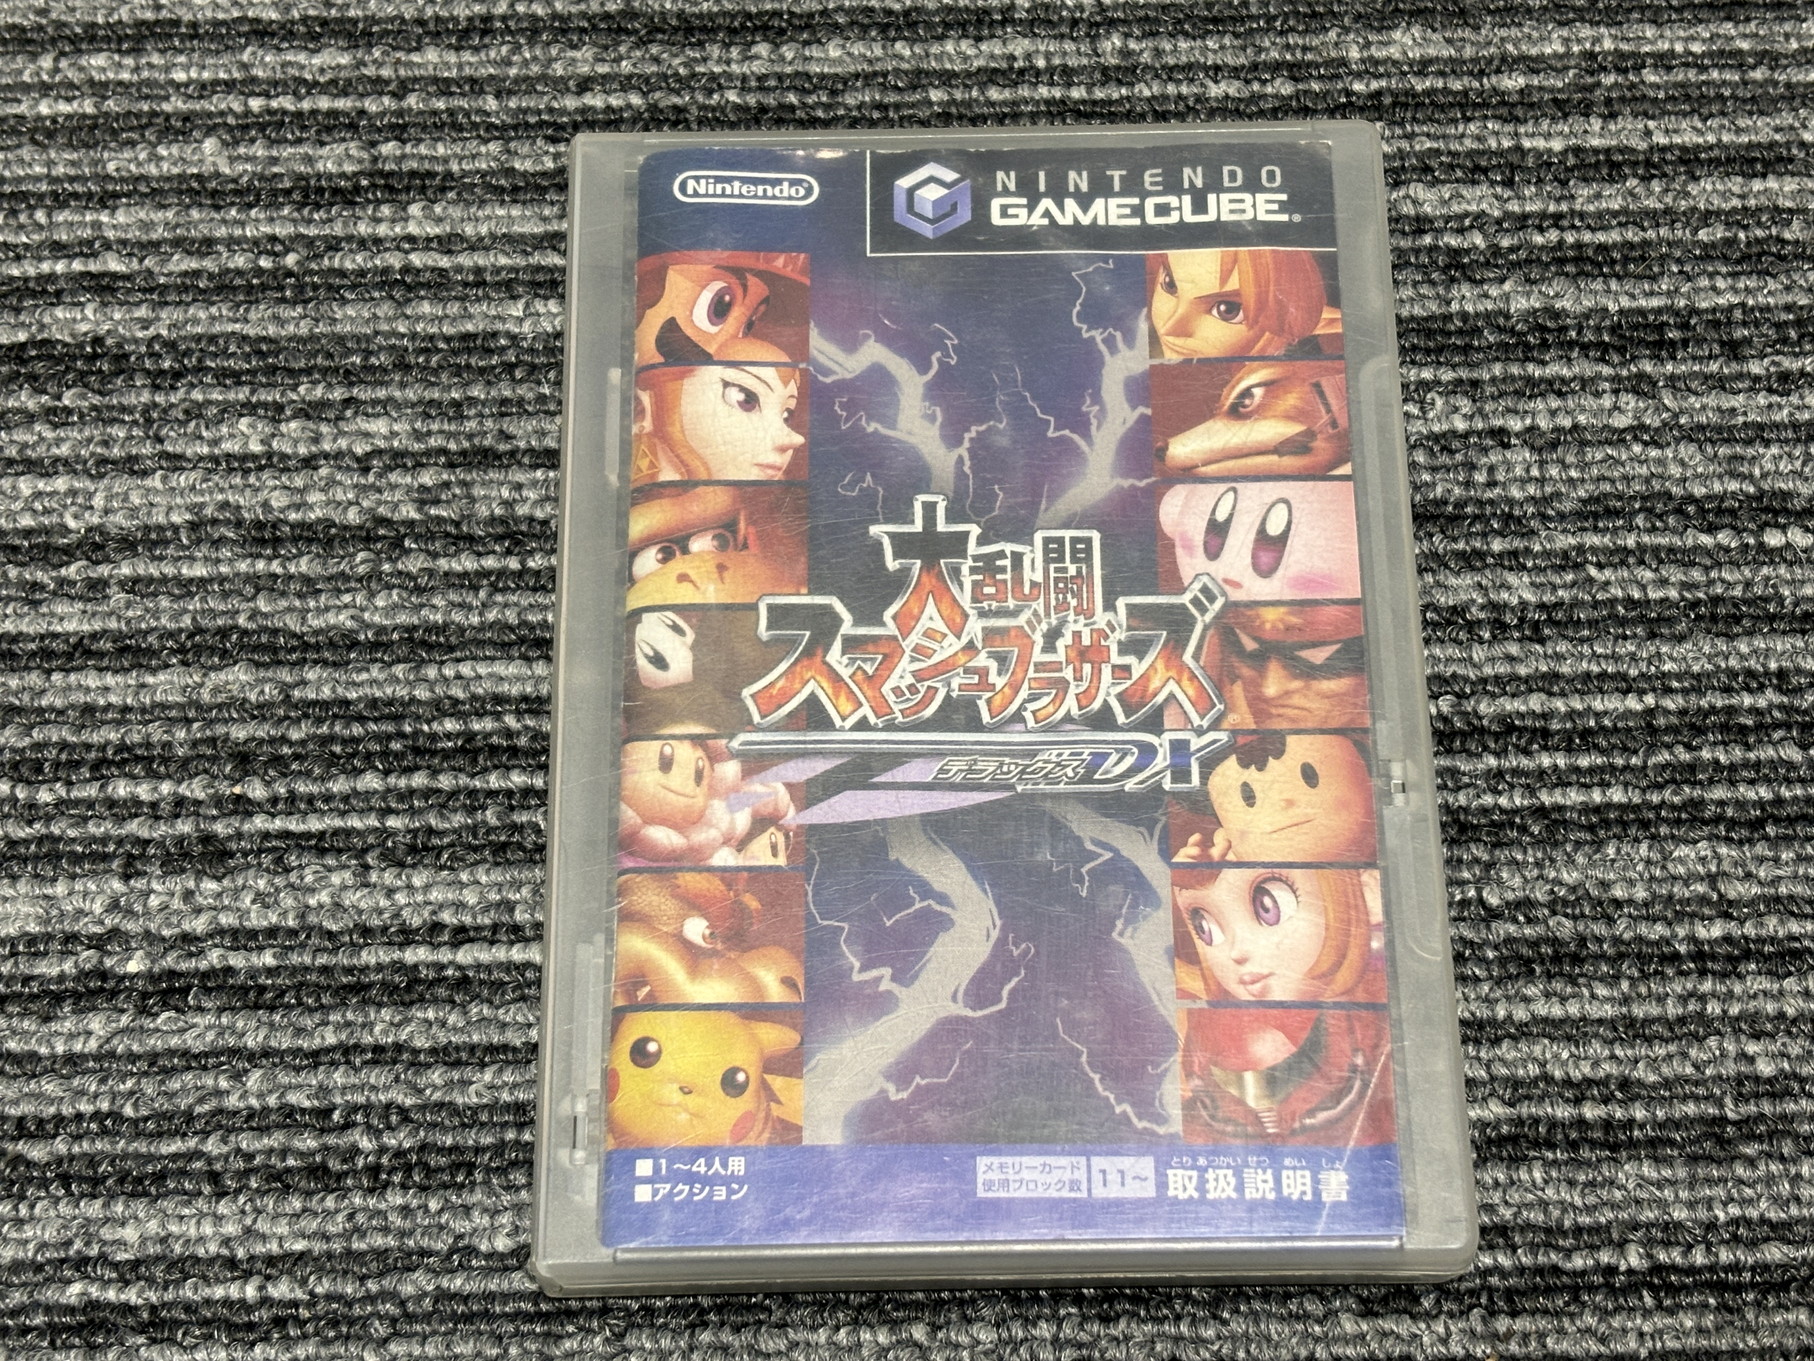 Nintendo®
NINTENDO
GAMECUBE®
大乱闘
スマッシュブラザーズ
デラックスDX
■1〜4人用
■アクション
メモリーカード
使用ブロック数
11〜
とりあつかいせつめいしょ
取扱説明書